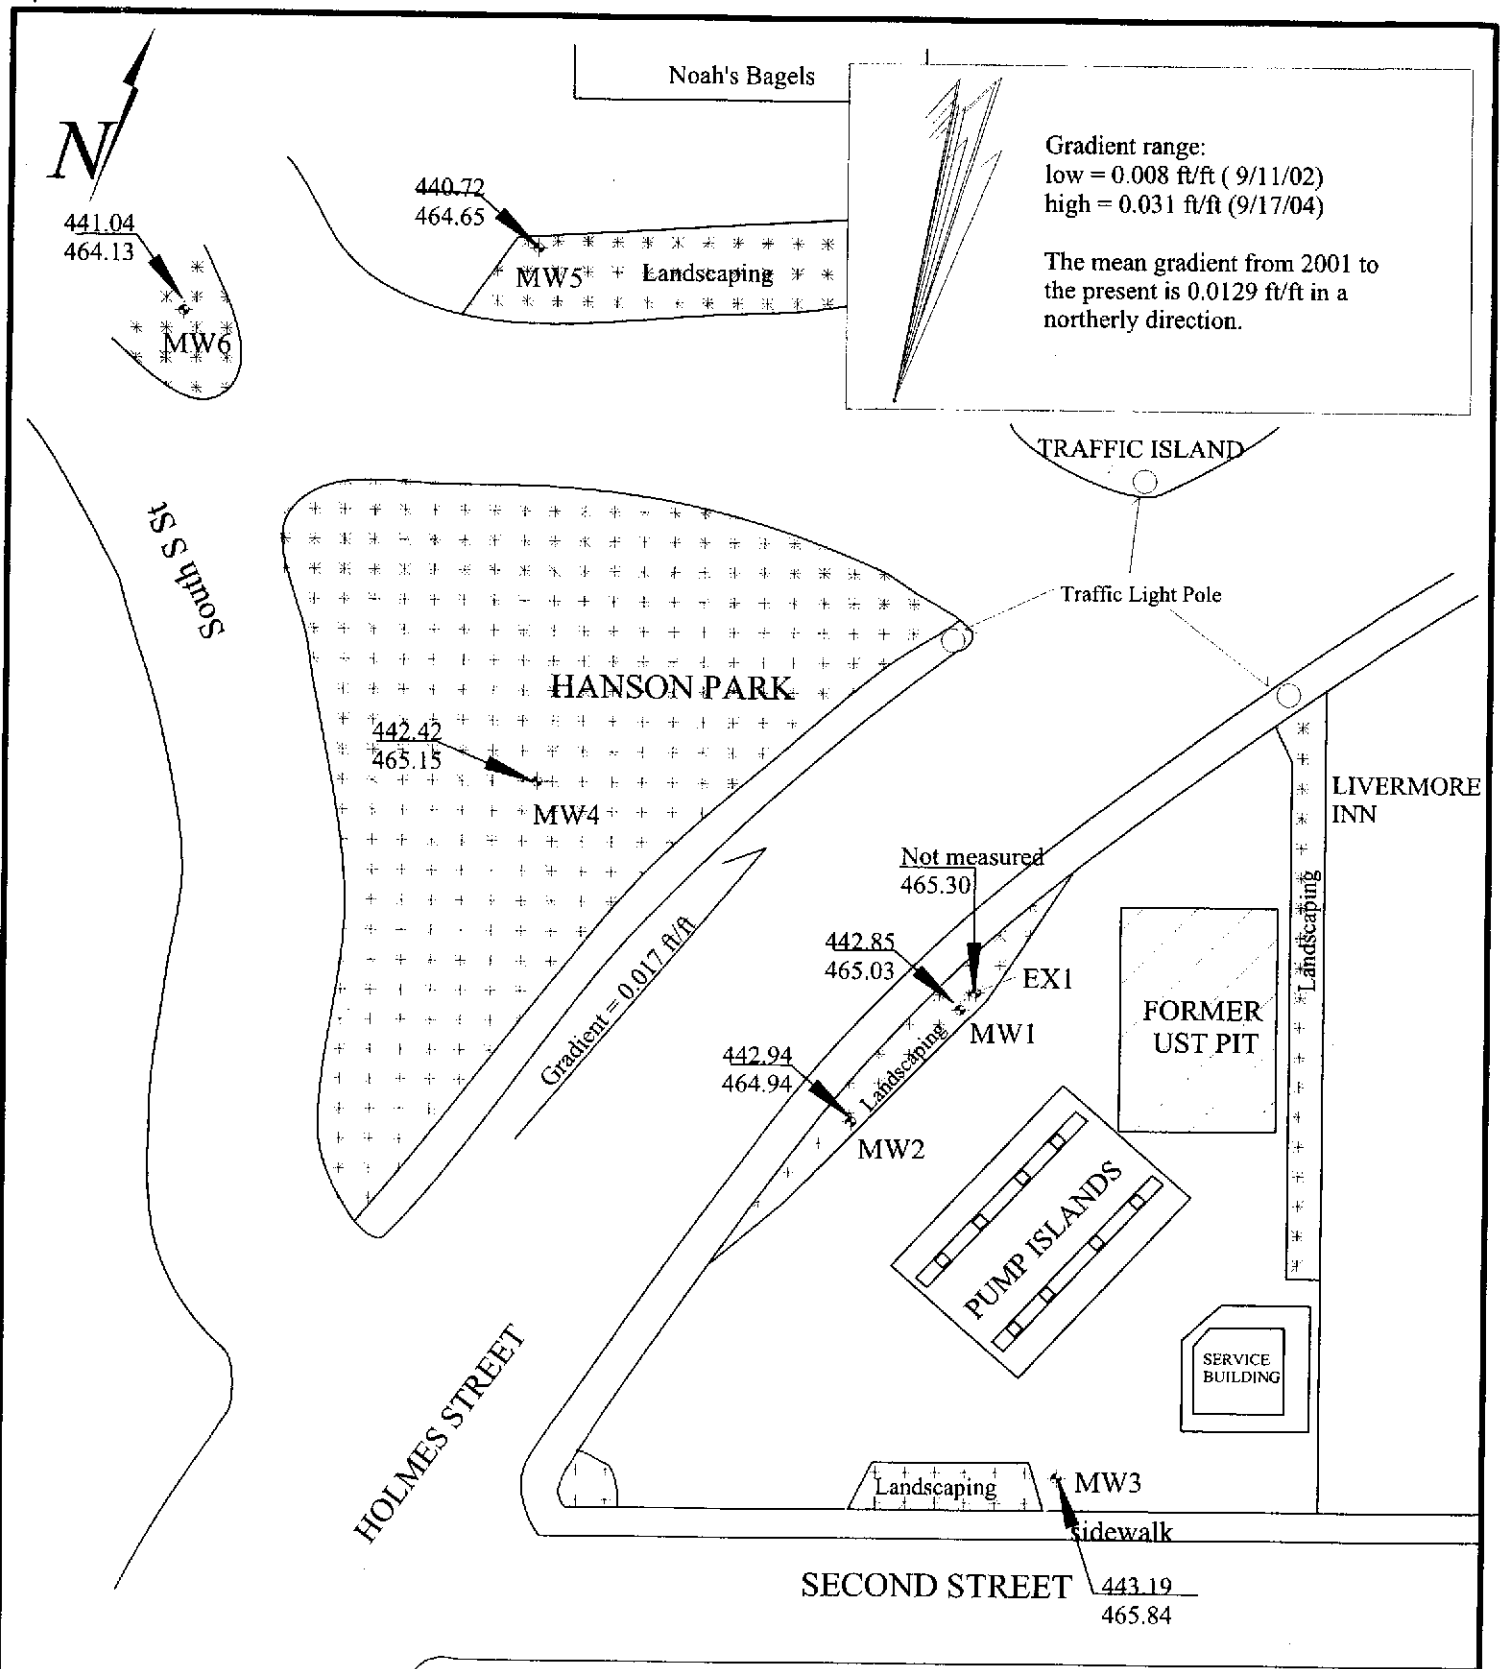 Noah's Bagels
N
Gradient range:
low = 0.008 ft/ft ( 9/11/02)
high = 0.031 ft/ft (9/17/04)
The mean gradient from 2001 to
the present is 0.0129 ft/ft in a
northerly direction.
440.72
464.65
441.04
464.13
MW5
Landscaping
MW6
TRAFFIC ISLAND
South S St
Traffic Light Pole
HANSON PARK
442.42
465.15
MW4
LIVERMORE
INN
Not measured
465.30
Landscaping
442.85
465.03
Gradient = 0.017 ft/ft
EX1
FORMER
UST PIT
MW1
Landscaping
442.94
464.94
MW2
PUMP ISLANDS
HOLMES STREET
SERVICE
BUILDING
Landscaping
MW3
sidewalk
SECOND STREET
443.19
465.84